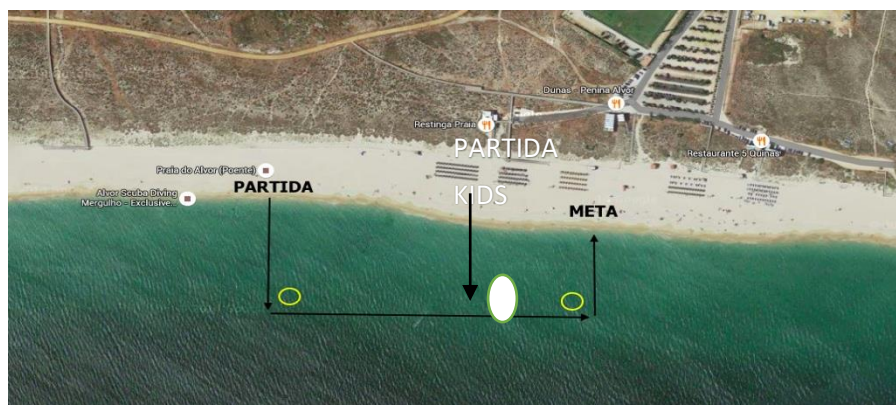 Dunas - Penina Alvor
Restinga Praia
PARTIDA
KIDS
Restaurante 5 Quinas
Praia do Alvor (Poente)
PARTIDA
Alvor Scuba Diving
Mergulho - Exclusive...
META